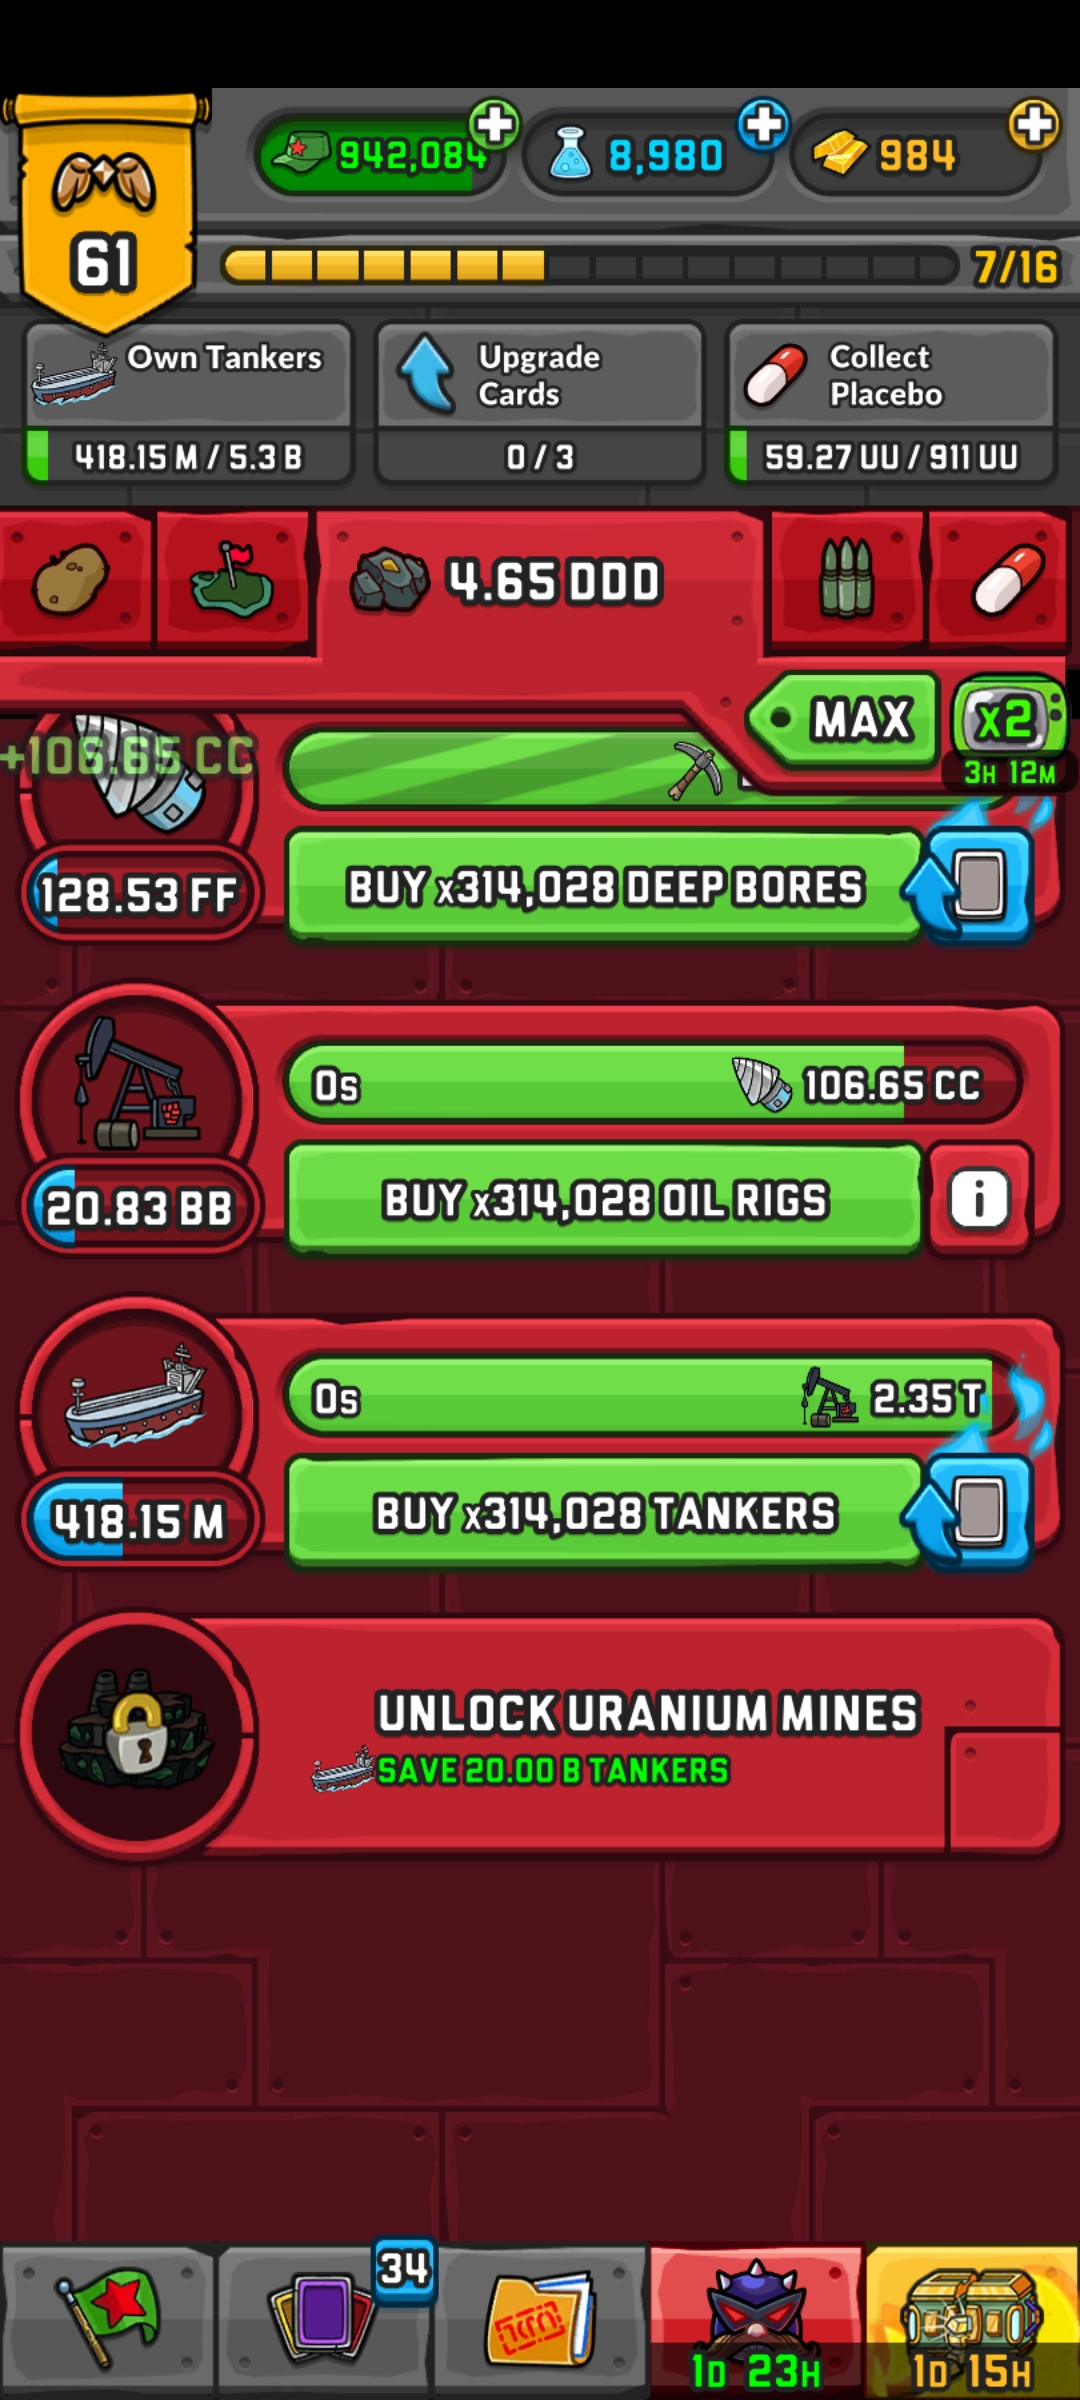 942,084
8,980
984
61
7/16
Own Tankers
418.15 M / 5.3 B
Upgrade
Cards
0 / 3
Collect
Placebo
59.27 UU / 911 UU
4.65 DDD
MAX
x2
3H 12M
+106.65 CC
128.53 FF
BUY x314,028 DEEP BORES
0s
106.65 CC
20.83 BB
BUY x314,028 OIL RIGS
i
0s
2.35 T
418.15 M
BUY x314,028 TANKERS
UNLOCK URANIUM MINES
SAVE 20.00 B TANKERS
34
1D 23H
1D 15H